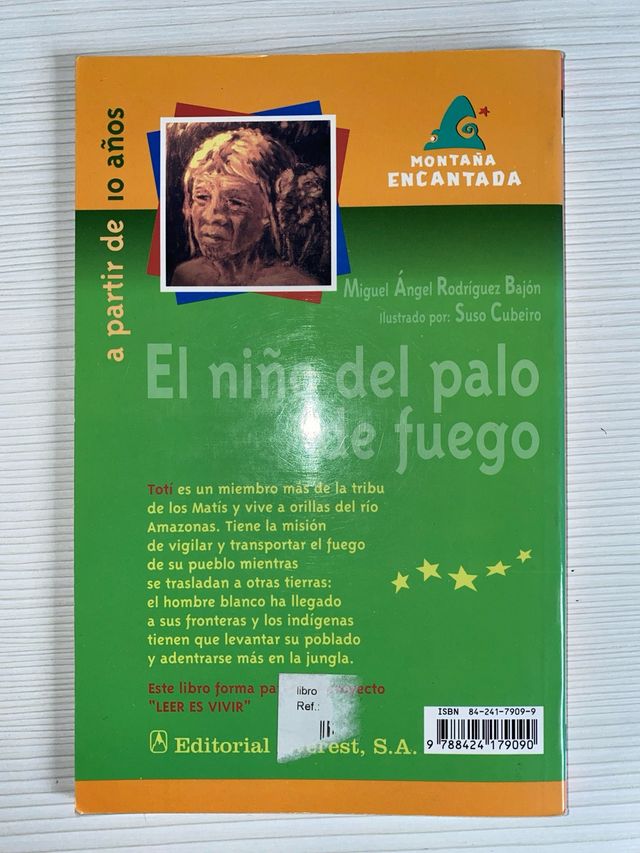 a partir de 10 años
MONTAÑA
ENCANTADA
Miguel Ángel Rodríguez Bajón
ilustrado por: Suso Cubeiro
El niño del palo
de fuego
Totí es un miembro más de la tribu
de los Matís y vive a orillas del río
Amazonas. Tiene la misión
de vigilar y transportar el fuego
de su pueblo mientras
se trasladan a otras tierras:
el hombre blanco ha llegado
a sus fronteras y los indígenas
tienen que levantar su poblado
y adentrarse más en la jungla.
Este libro forma
"LEER ES VIVIR"
libro
Ref.:
Editorial S.A.
ISBN 84-241-7909-9
9 788424 179090